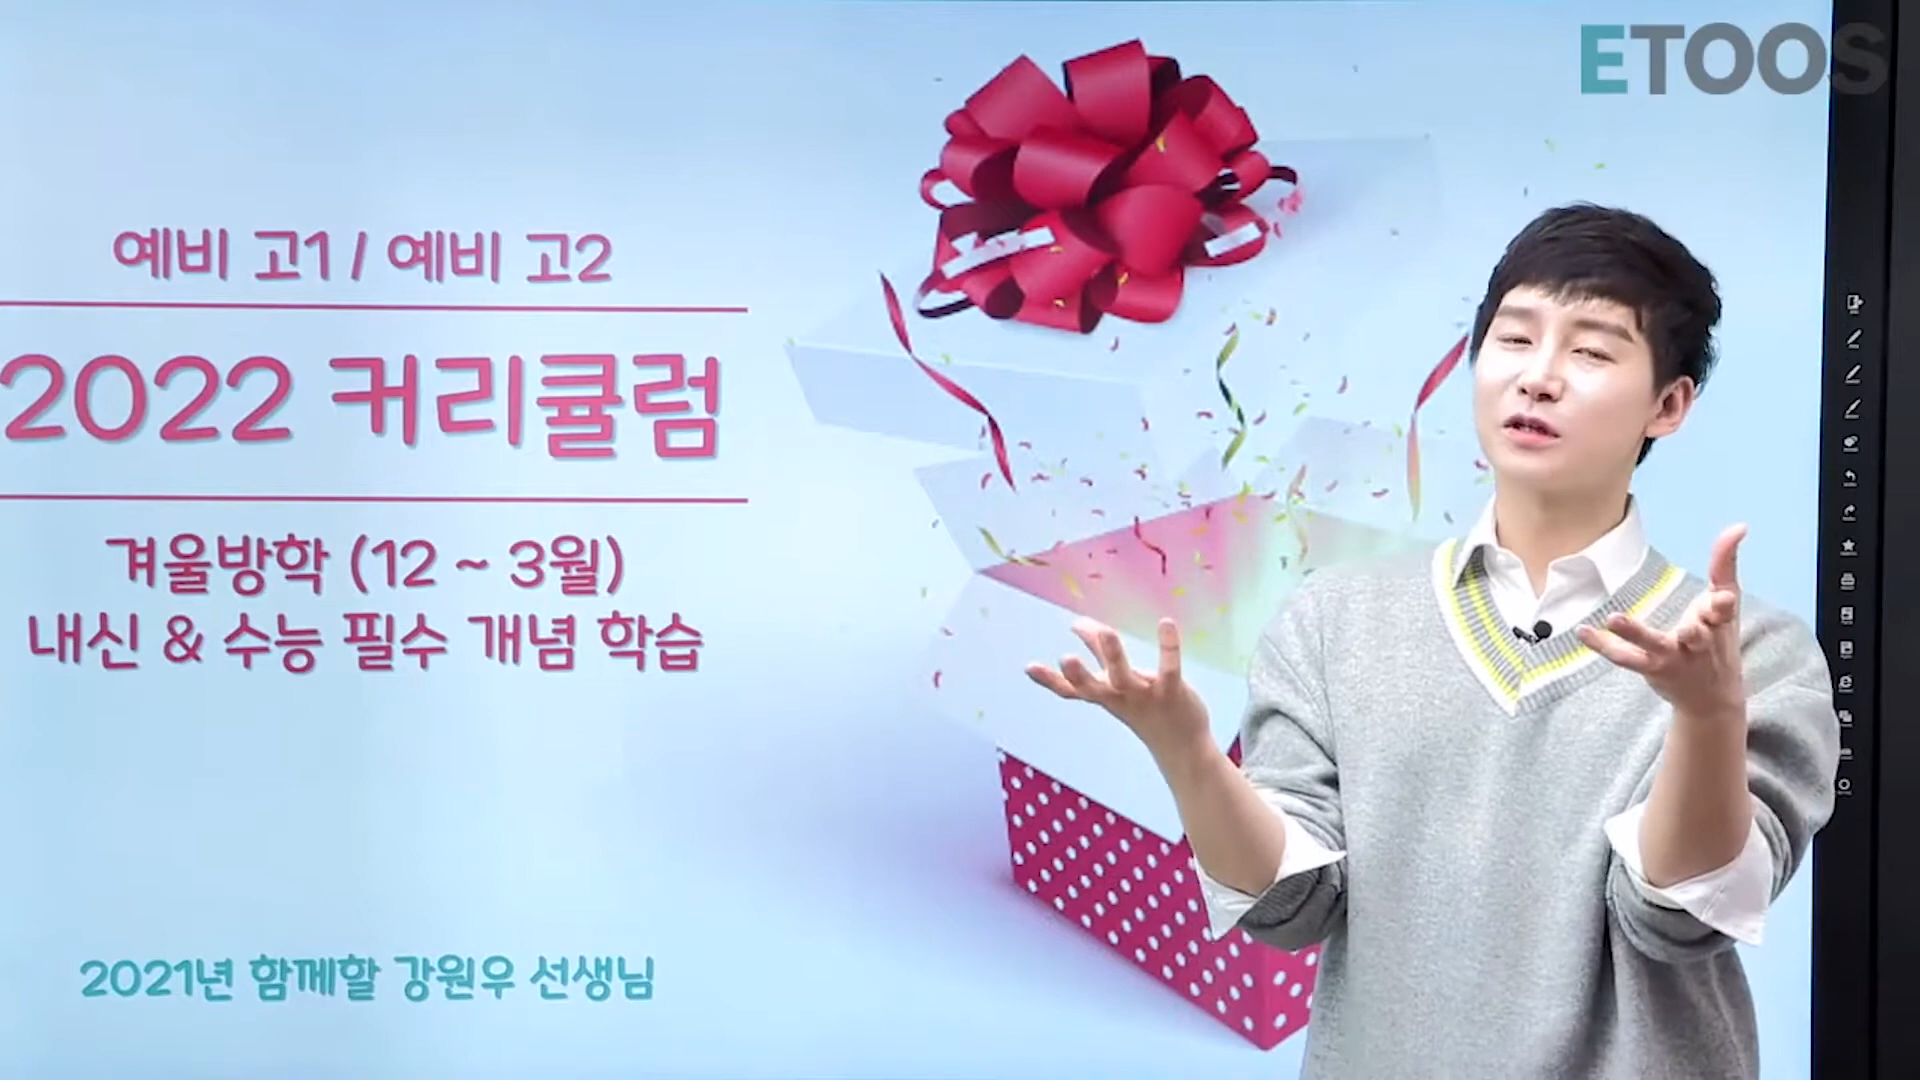 ETOOS
예비 고1 / 예비 고2
2022 커리큘럼
겨울방학 (12 ~ 3월)
내신 & 수능 필수 개념 학습
2021년 함께할 강원우 선생님